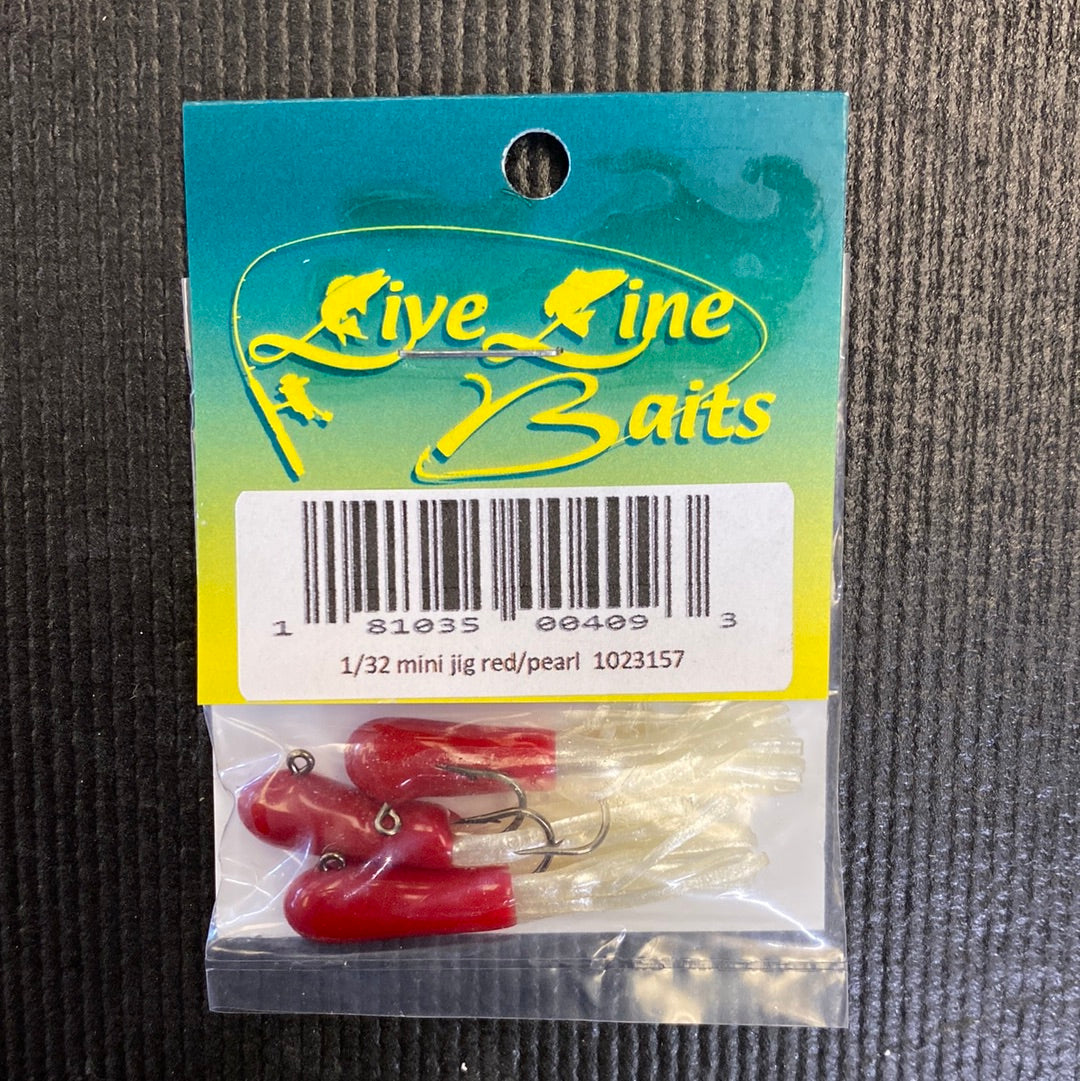 Live Line
Baits
1 81035 00409 3
1/32 mini jig red/pearl 1023157